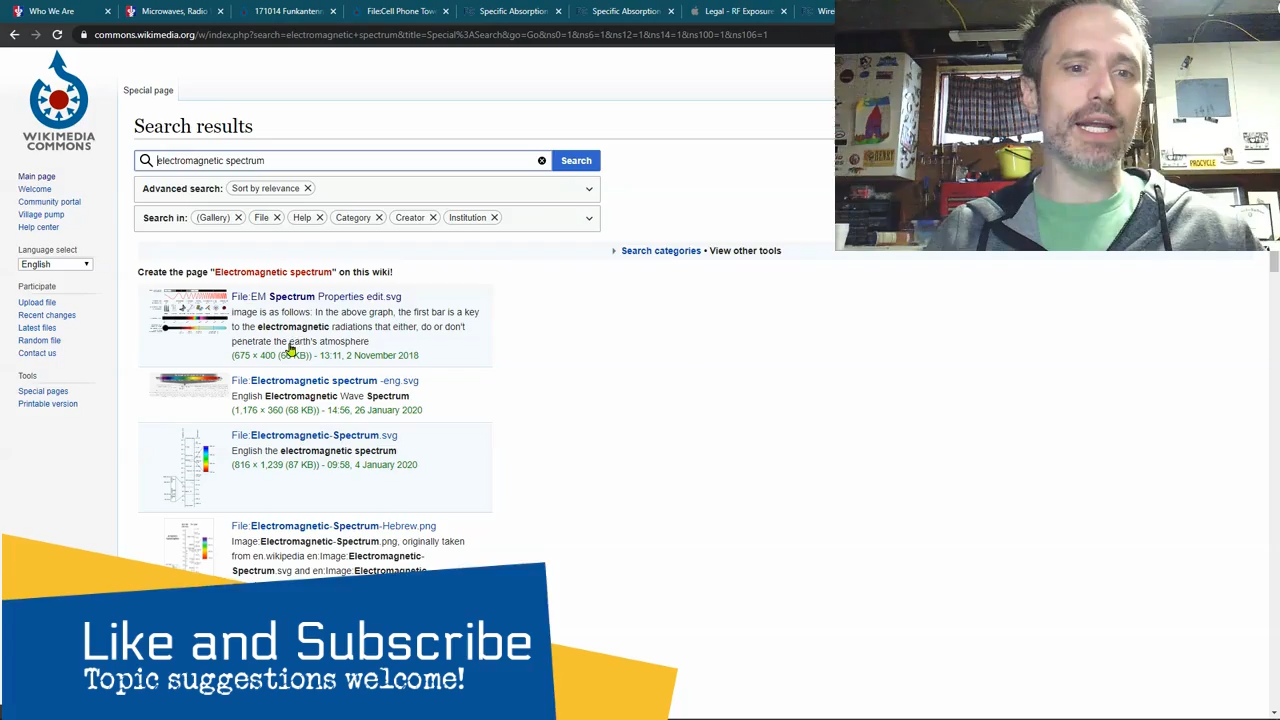 Who We Are
Microwaves, Radio
171014 Funkantenn
File:Cell Phone Tow
Specific Absorption
Specific Absorption
Legal - RF Exposure
Wire
commons.wikimedia.org/w/index.php?search=electromagnetic+spectrum&title=Special%3ASearch&go=Go&ns0=1&ns6=1&ns12=1&ns14=1&ns100=1&ns106=1
WIKIMEDIA
COMMONS
Main page
Welcome
Community portal
Village pump
Help center
Language select
English
Participate
Upload file
Recent changes
Latest files
Random file
Contact us
Tools
Special pages
Printable version
Special page
Search results
electromagnetic spectrum
Search
Advanced search: Sort by relevance
Search in: (Gallery) File Help Category Creator Institution
Search categories • View other tools
Create the page "Electromagnetic spectrum" on this wiki!
File:EM Spectrum Properties edit.svg
image is as follows: In the above graph, the first bar is a key
to the electromagnetic radiations that either, do or don't
penetrate the earth's atmosphere
(675 × 400 KB)) - 13:11, 2 November 2018
File:Electromagnetic spectrum -eng.svg
English Electromagnetic Wave Spectrum
(1,176 × 360 (68 KB)) - 14:56, 26 January 2020
File:Electromagnetic-Spectrum.svg
English the electromagnetic spectrum
(816 × 1,239 (87 KB)) - 09:58, 4 January 2020
File:Electromagnetic-Spectrum-Hebrew.png
Image:Electromagnetic-Spectrum.png, originally taken
from en.wikipedia en:Image:Electromagnetic-
Spectrum.svg and en:Image:Electromagnetic-
PROCYCLE
Like and Subscribe
Topic suggestions welcome!